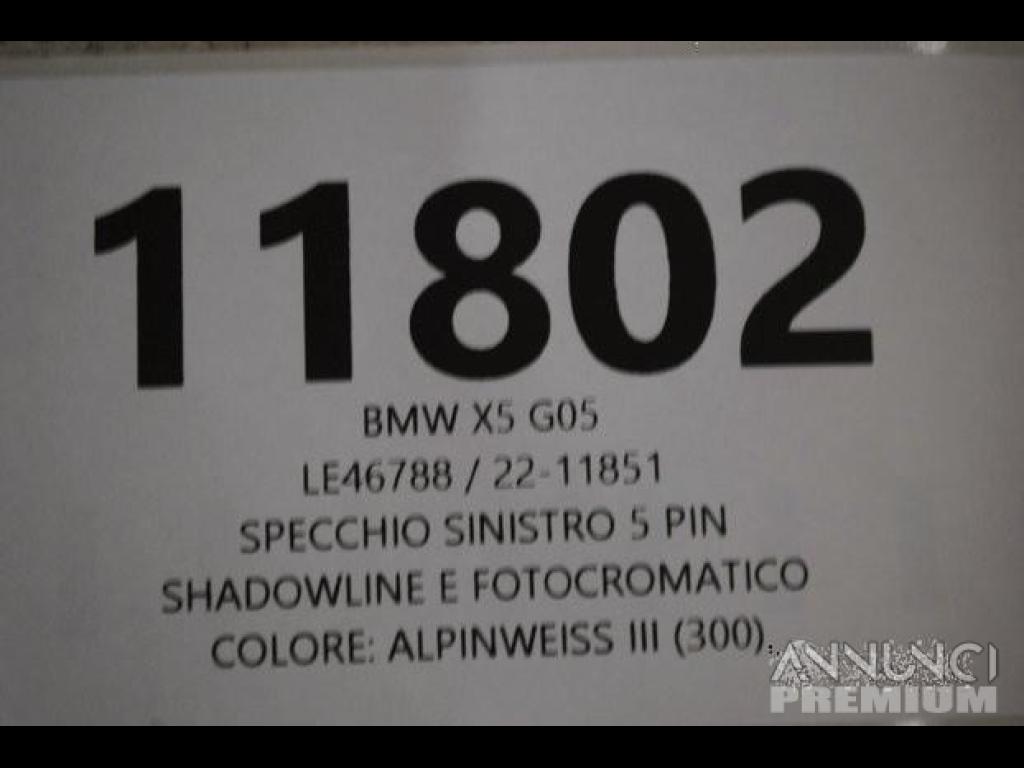 11802
BMW X5 G05
LE46788 / 22-11851
SPECCHIO SINISTRO 5 PIN
SHADOWLINE E FOTOCROMATICO
COLORE: ALPINWEISS III (300)
ANNUNCI
PREMIUM